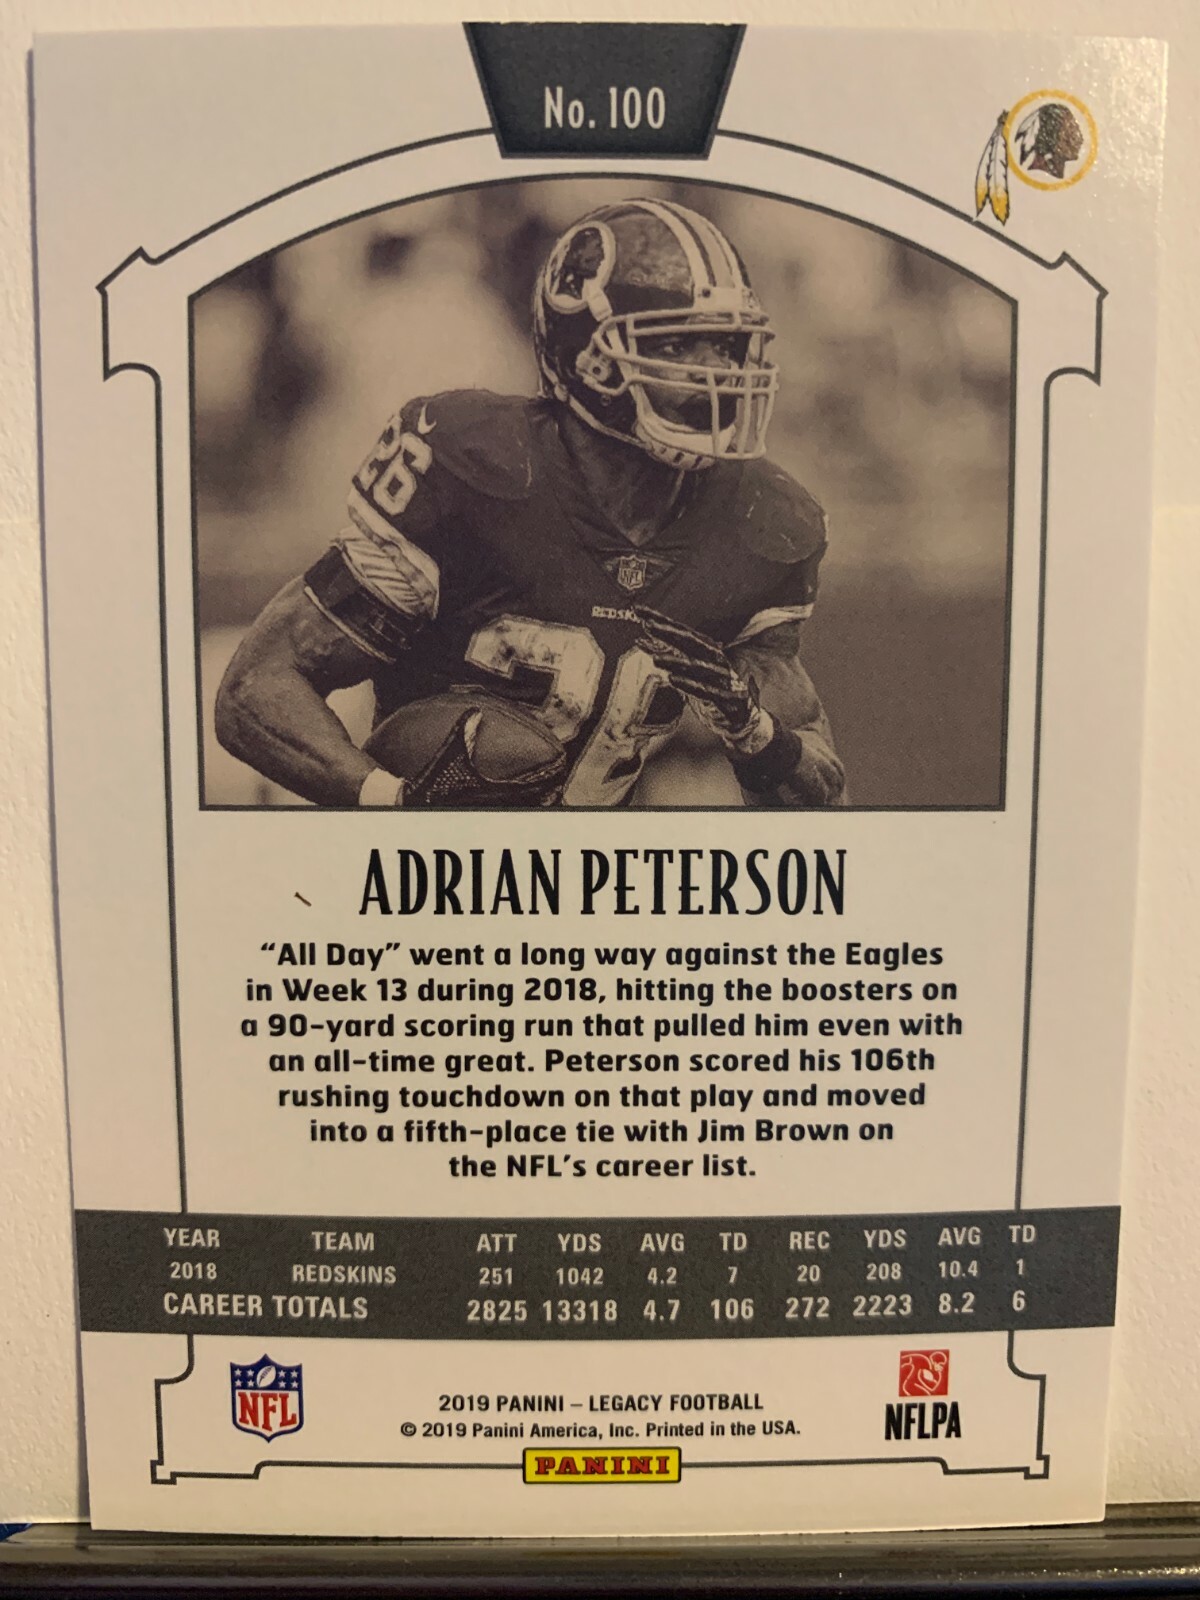 No. 100
26
NFL
REDSKINS
26
ADRIAN PETERSON
“All Day” went a long way against the Eagles
in Week 13 during 2018, hitting the boosters on
a 90-yard scoring run that pulled him even with
an all-time great. Peterson scored his 106th
rushing touchdown on that play and moved
into a fifth-place tie with Jim Brown on
the NFL's career list.
YEAR TEAM ATT YDS AVG TD REC YDS AVG TD
2018 REDSKINS 251 1042 4.2 7 20 208 10.4 1
CAREER TOTALS 2825 13318 4.7 106 272 2223 8.2 6
NFL
2019 PANINI – LEGACY FOOTBALL
© 2019 Panini America, Inc. Printed in the USA.
PANINI
NFLPA